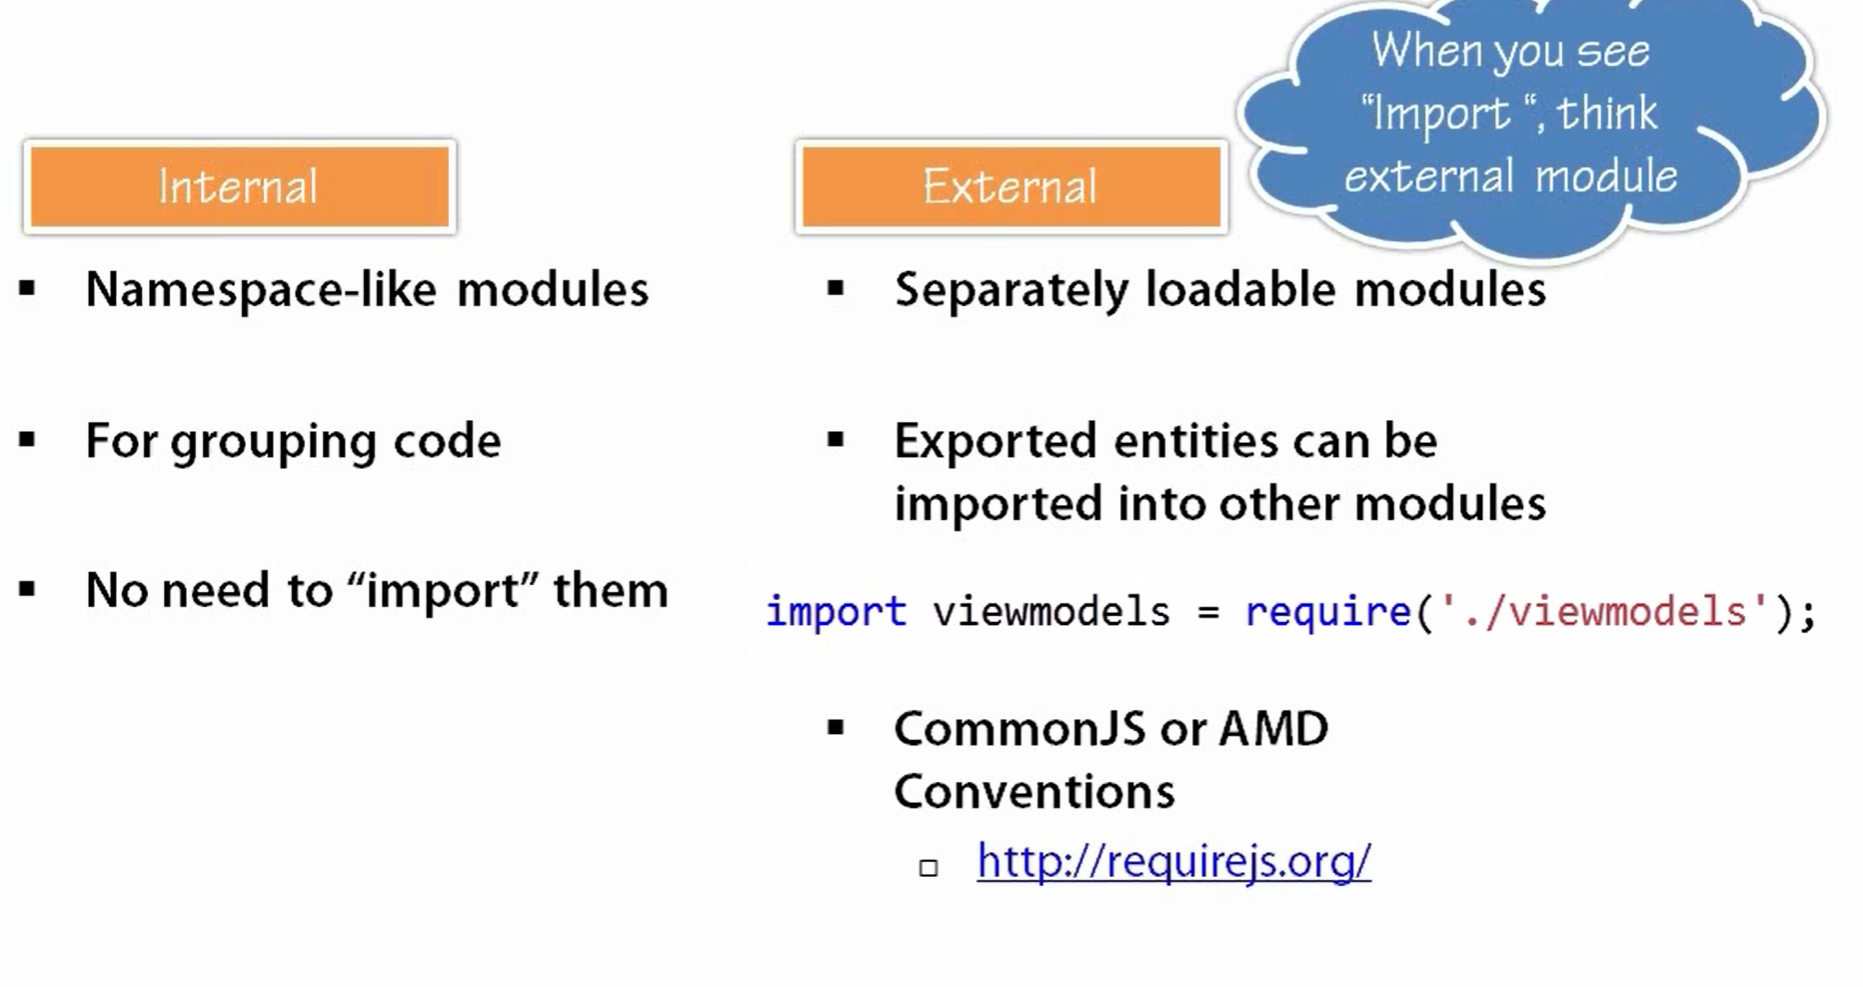 When you see
“Import “, think
external module
Internal
Namespace-like modules
For grouping code
No need to “import” them
External
Separately loadable modules
Exported entities can be
imported into other modules
import viewmodels = require('./viewmodels');
CommonJS or AMD
Conventions
http://requirejs.org/